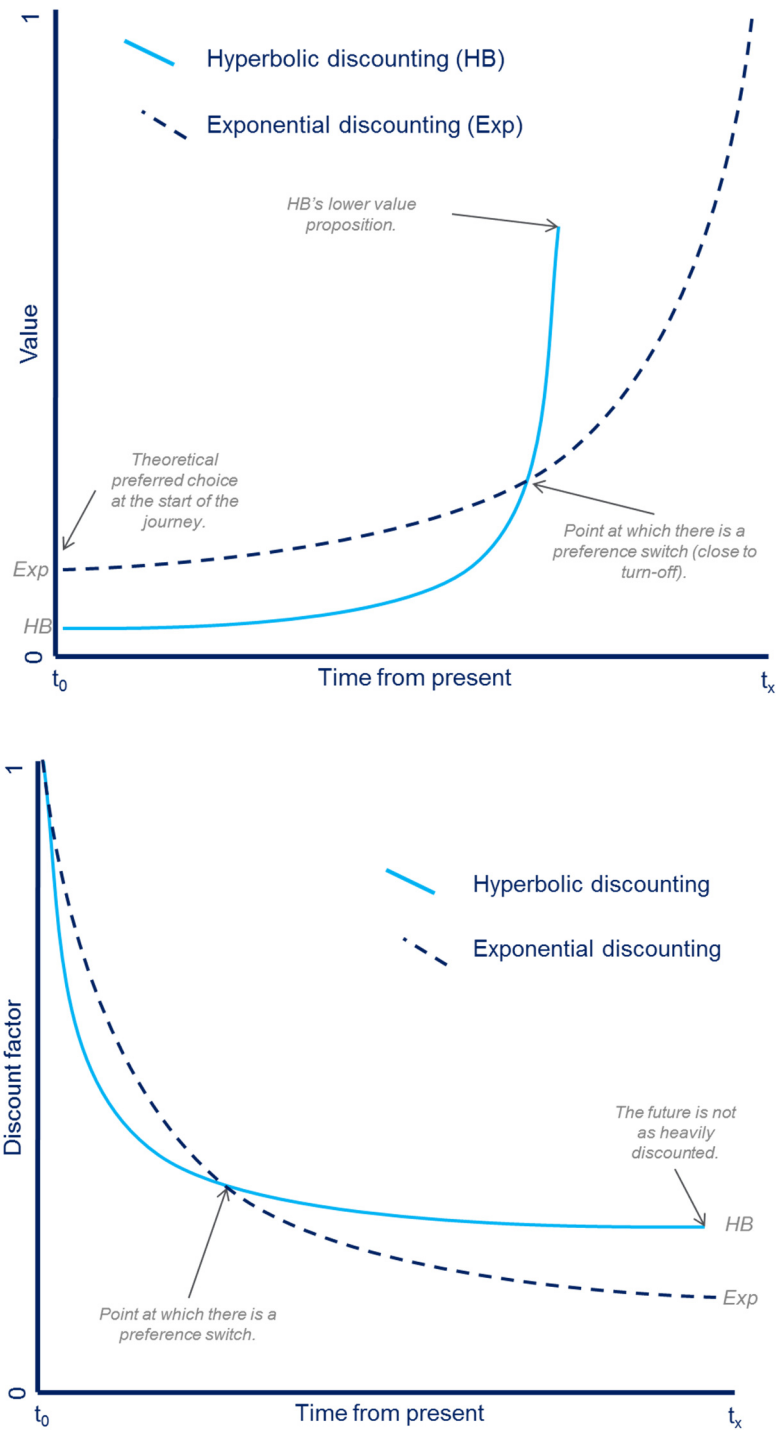 1
Hyperbolic discounting (HB)
Exponential discounting (Exp)
HB's lower value
proposition.
Value
Theoretical
preferred choice
at the start of the
journey.
Point at which there is a
preference switch (close to
turn-off).
Exp
HB
0
t0
Time from present
tx
1
Hyperbolic discounting
Exponential discounting
Discount factor
The future is not
as heavily
discounted.
HB
Exp
Point at which there is a
preference switch.
0
t0
Time from present
tx